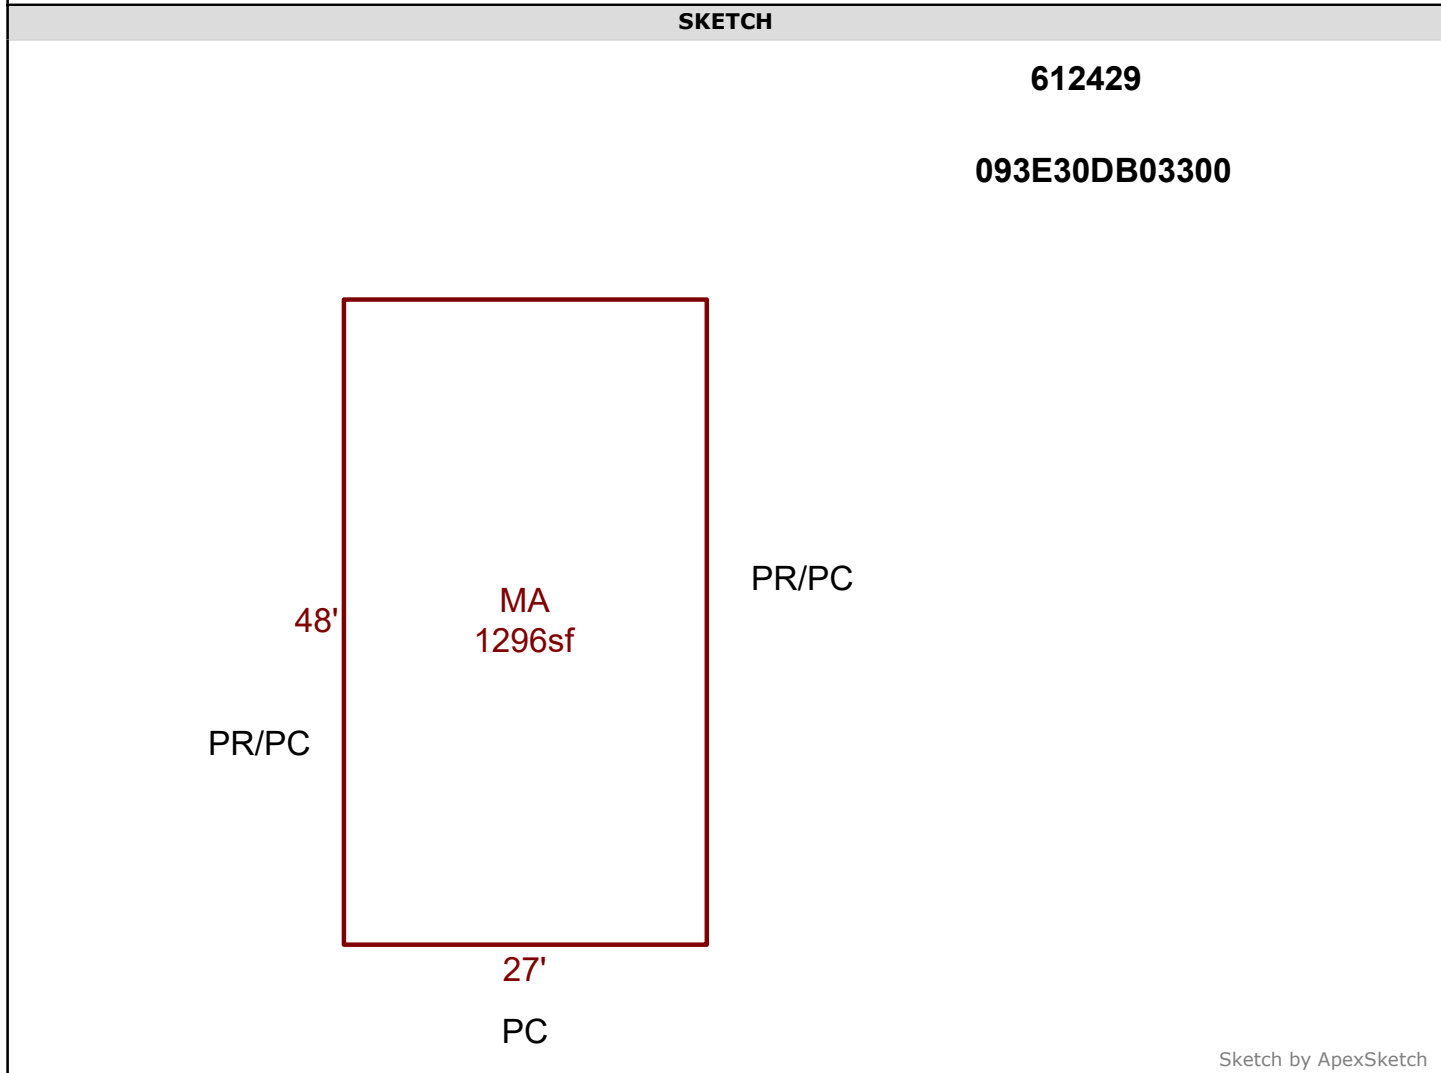 SKETCH
612429
093E30DB03300
PR/PC
48'
MA
1296sf
PR/PC
27'
PC
Sketch by ApexSketch